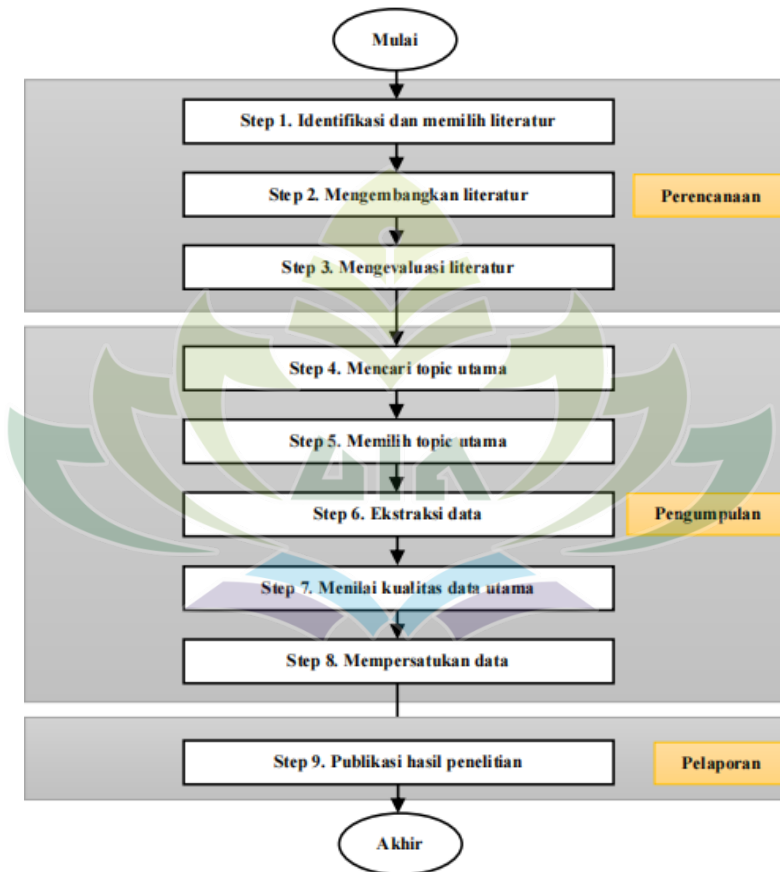 Mulai
Step 1. Identifikasi dan memilih literatur
Step 2. Mengembangkan literatur
Perencanaan
Step 3. Mengevaluasi literatur
Step 4. Mencari topic utama
Step 5. Memilih topic utama
Step 6. Ekstraksi data
Pengumpulan
Step 7. Menilai kualitas data utama
Step 8. Mempersatukan data
Step 9. Publikasi hasil penelitian
Pelaporan
Akhir